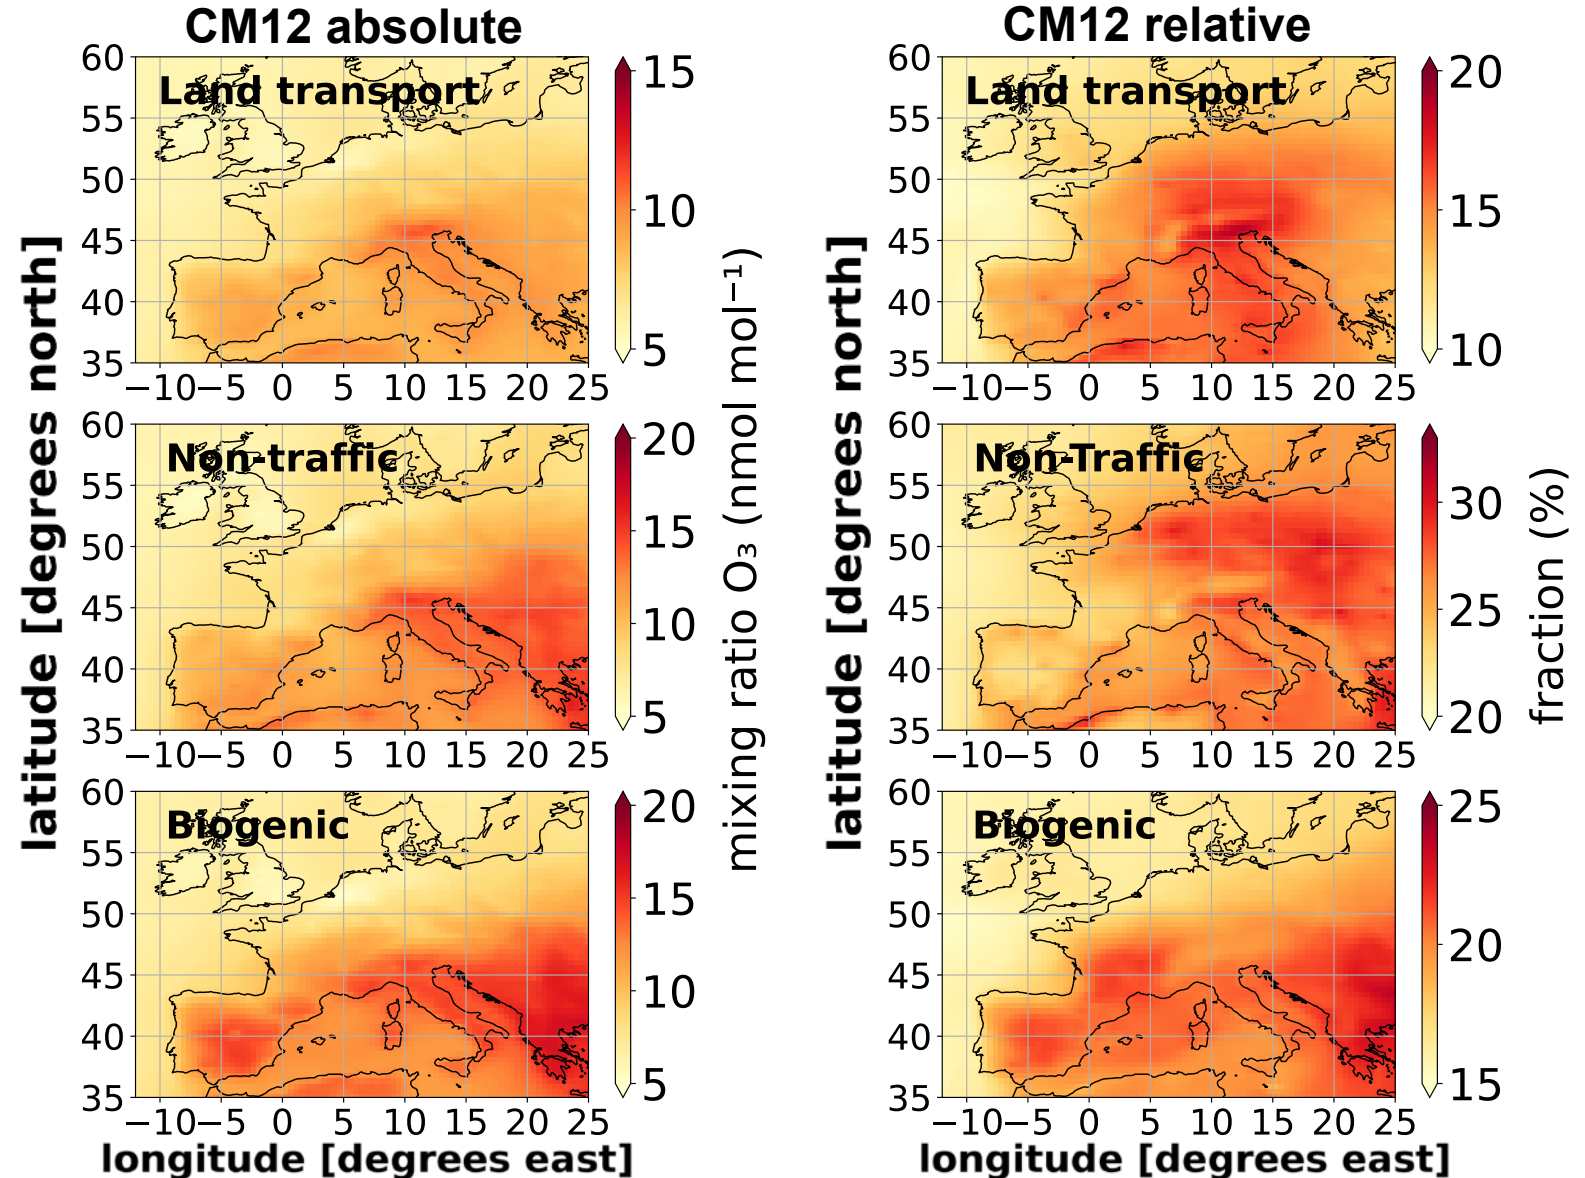 CM12 absolute
CM12 relative
Land transport
60
55
50
45
40
35
−10 −5 0 5 10 15 20 25
15
10
5
Land transport
60
55
50
45
40
35
−10 −5 0 5 10 15 20 25
20
15
10
Non-traffic
60
55
50
45
40
35
−10 −5 0 5 10 15 20 25
20
15
10
5
Non-Traffic
60
55
50
45
40
35
−10 −5 0 5 10 15 20 25
30
25
20
Biogenic
60
55
50
45
40
35
−10 −5 0 5 10 15 20 25
20
15
10
5
Biogenic
60
55
50
45
40
35
−10 −5 0 5 10 15 20 25
25
20
15
latitude [degrees north]
mixing ratio O₃ (nmol mol⁻¹)
latitude [degrees north]
fraction (%)
longitude [degrees east]
longitude [degrees east]